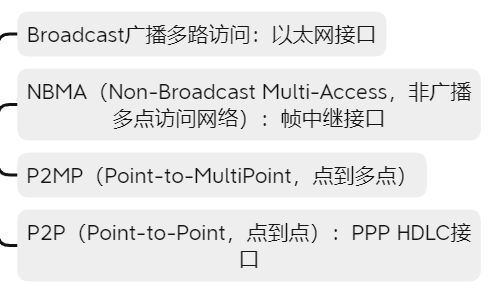 Broadcast广播多路访问：以太网接口
NBMA（Non-Broadcast Multi-Access，非广播
多点访问网络）：帧中继接口
P2MP（Point-to-MultiPoint，点到多点）
P2P（Point-to-Point，点到点）：PPP HDLC接
口